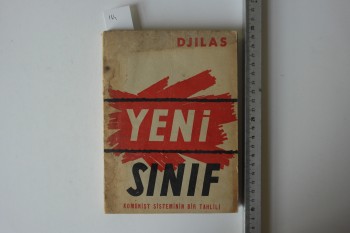 DJILAS
YENİ
SINIF
KOMÜNİST SİSTEMİNİN BİR TAHLİLİ